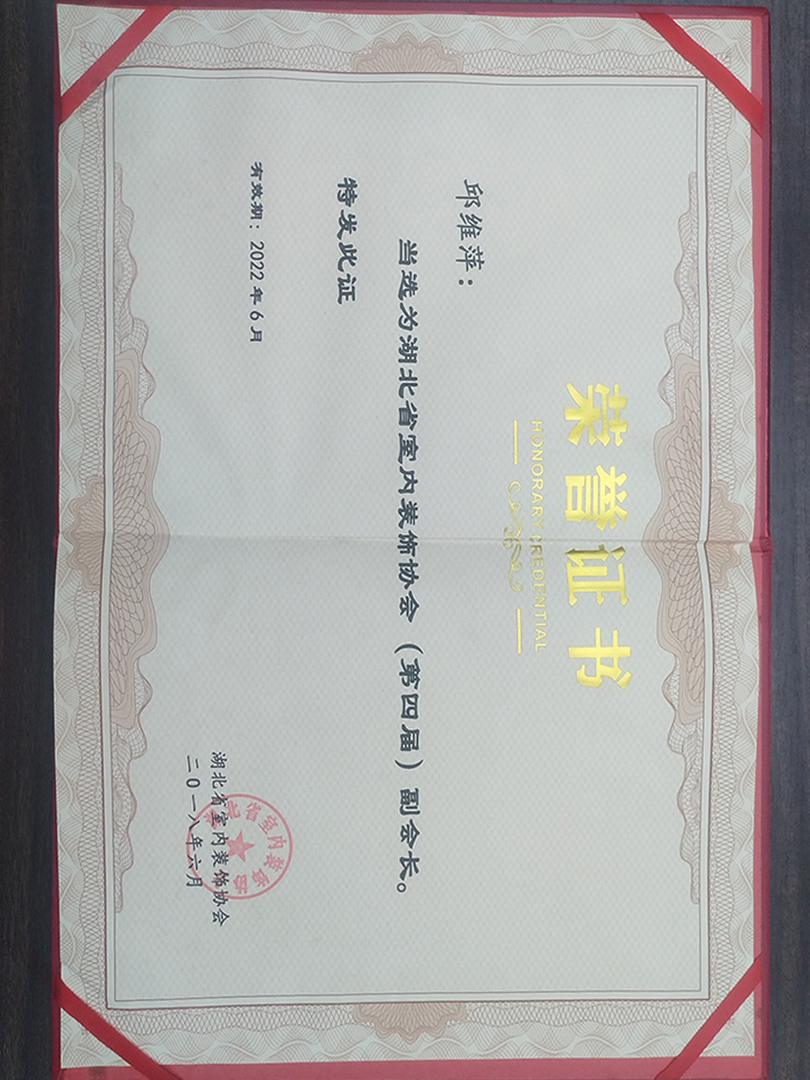 荣誉证书
HONORARY CREDENTIAL
邱维萍：
当选为湖北省室内装饰协会（第四届）副会长。
特发此证
有效期：2022年6月
湖北省室内装饰协会
二0一八年六月